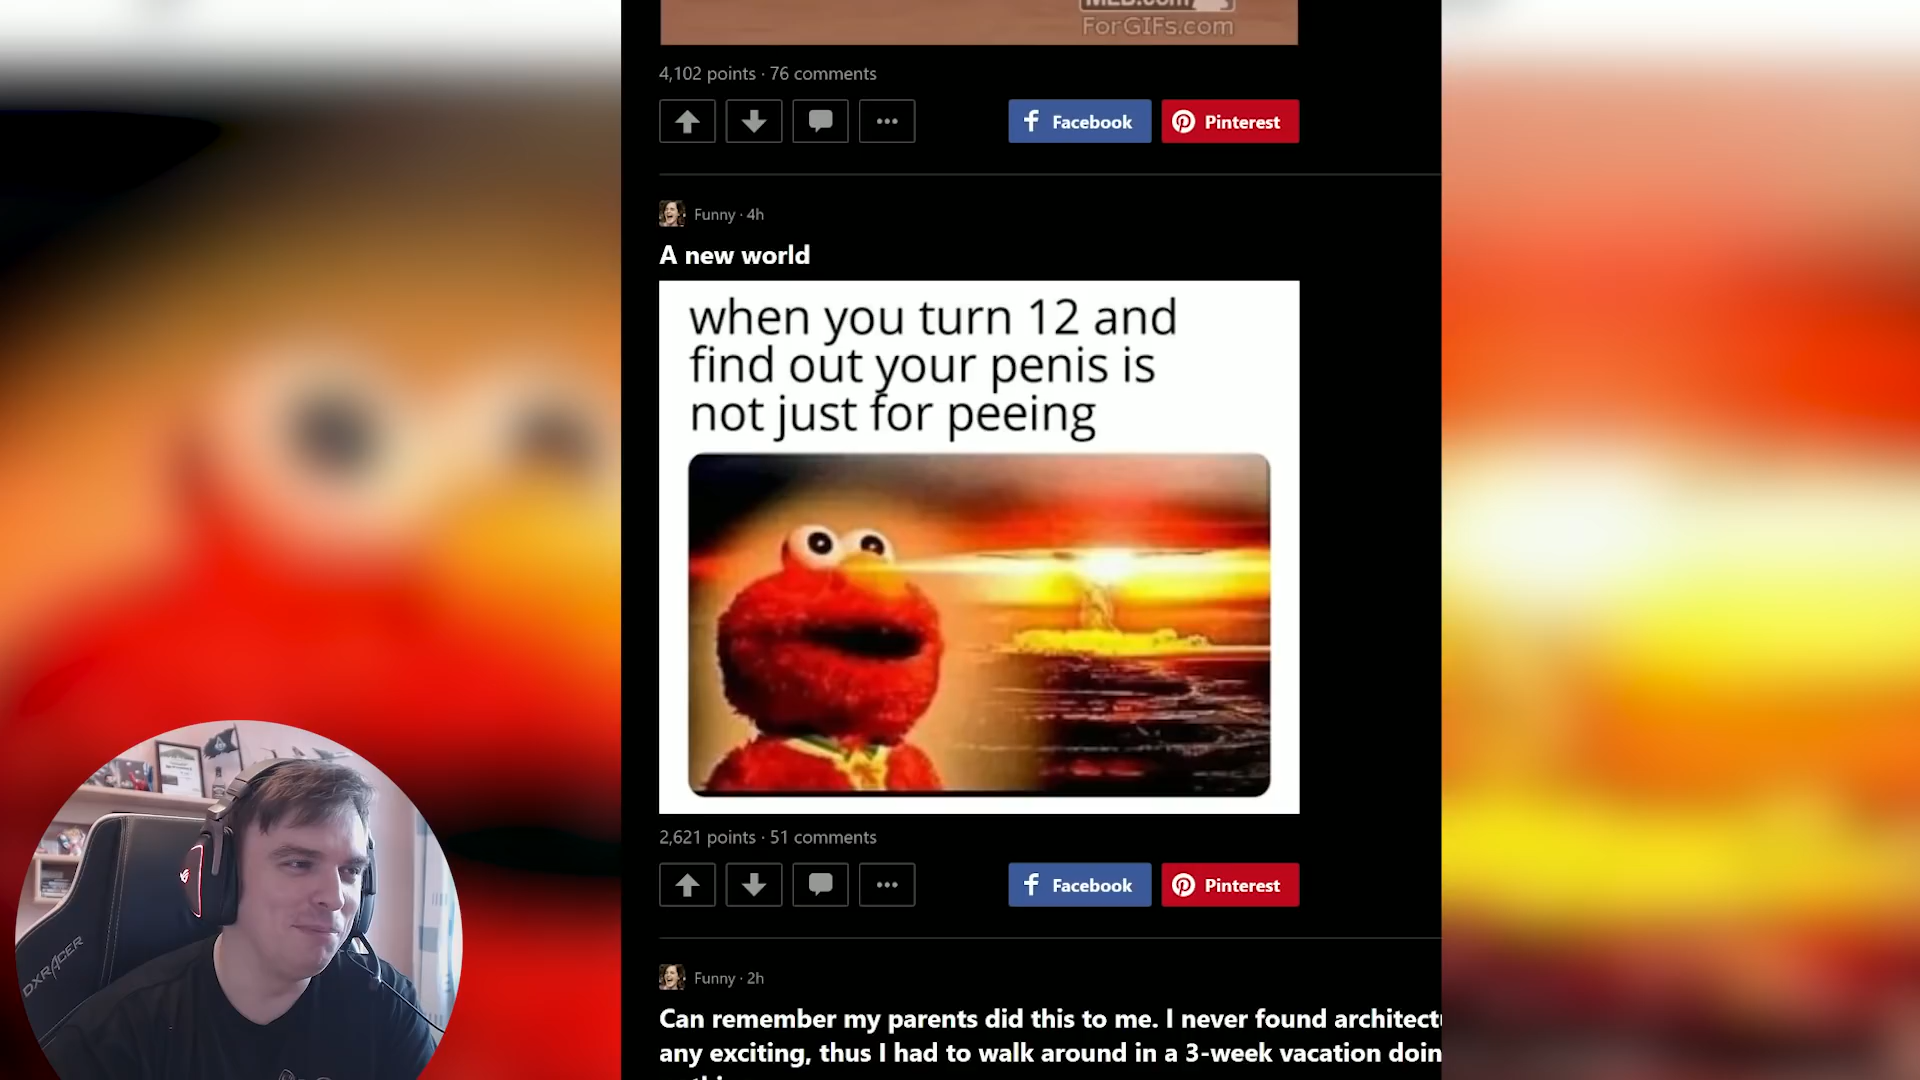 ForGIFs.com
4,102 points · 76 comments
Facebook
Pinterest
Funny · 4h
A new world
when you turn 12 and
find out your penis is
not just for peeing
2,621 points · 51 comments
Facebook
Pinterest
Funny · 2h
Can remember my parents did this to me. I never found
any exciting, thus I had to walk around in a 3-week vacation
DXRACER